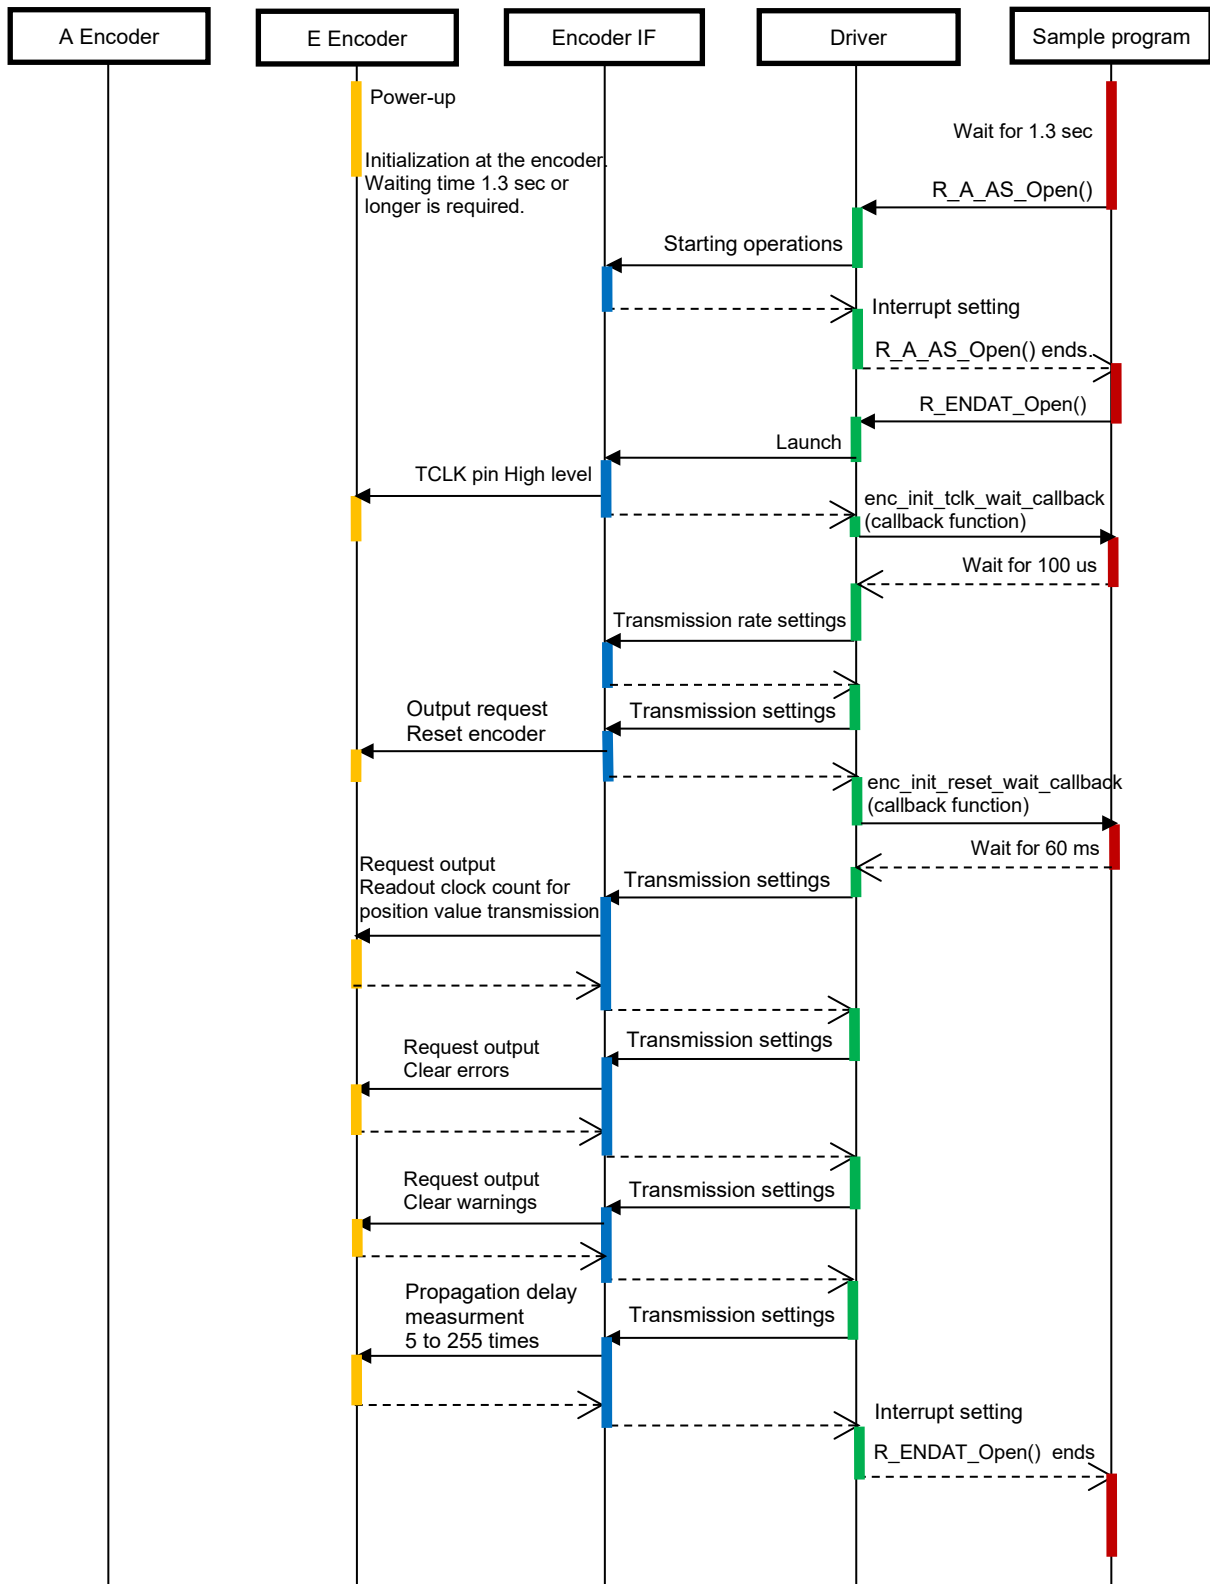 A Encoder
E Encoder
Encoder IF
Driver
Sample program
Power-up
Wait for 1.3 sec
Initialization at the encoder.
Waiting time 1.3 sec or
longer is required.
R_A_AS_Open()
Starting operations
Interrupt setting
R_A_AS_Open() ends.
R_ENDAT_Open()
Launch
TCLK pin High level
enc_init_tclk_wait_callback
(callback function)
Wait for 100 us
Transmission rate settings
Output request
Reset encoder
Transmission settings
enc_init_reset_wait_callback
(callback function)
Wait for 60 ms
Request output
Readout clock count for
position value transmission
Transmission settings
Request output
Clear errors
Transmission settings
Request output
Clear warnings
Transmission settings
Propagation delay
measurment
5 to 255 times
Transmission settings
Interrupt setting
R_ENDAT_Open()  ends